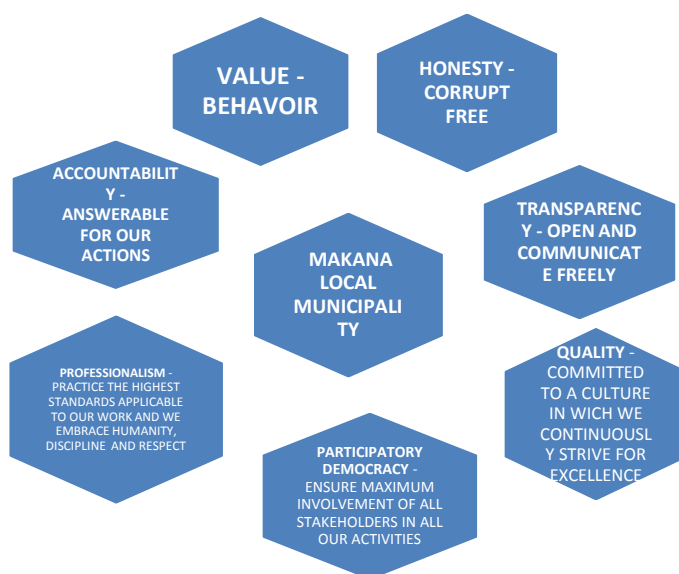 VALUE -
BEHAVOIR
HONESTY -
CORRUPT
FREE
ACCOUNTABILIT
Y -
ANSWERABLE
FOR OUR
ACTIONS
TRANSPARENC
Y - OPEN AND
COMMUNICAT
E FREELY
MAKANA
LOCAL
MUNICIPALI
TY
PROFESSIONALISM -
PRACTICE THE HIGHEST
STANDARDS APPLICABLE
TO OUR WORK AND WE
EMBRACE HUMANITY,
DISCIPLINE AND RESPECT
QUALITY -
COMMITTED
TO A CULTURE
IN WICH WE
CONTINUOUSL
Y STRIVE FOR
EXCELLENCE
PARTICIPATORY
DEMOCRACY -
ENSURE MAXIMUM
INVOLVEMENT OF ALL
STAKEHOLDERS IN ALL
OUR ACTIVITIES